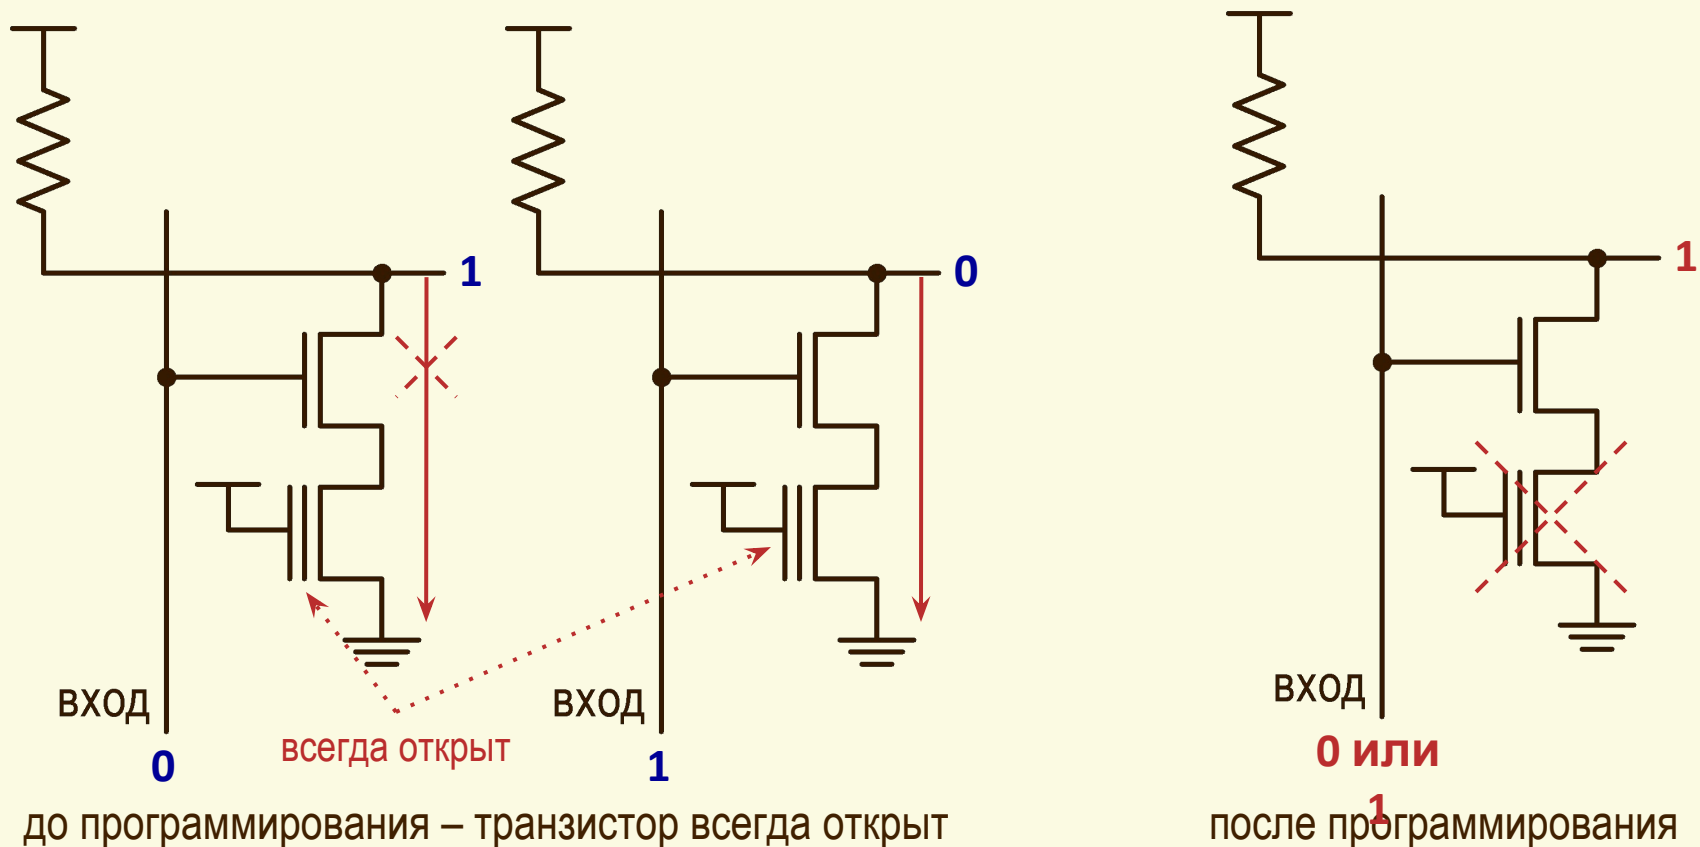 1
0
1
вход
вход
вход
0
всегда открыт
1
0 или
1
до программирования – транзистор всегда открыт
после программирования